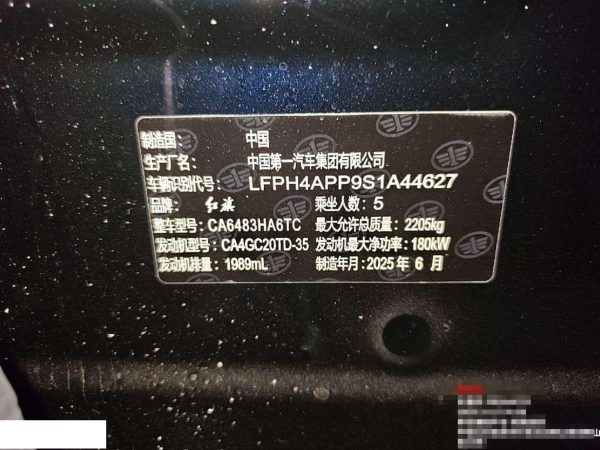 制造国： 中国
生产厂名： 中国第一汽车集团有限公司
车辆识别代号： LFPH4APP9S1A44627
品牌： 红旗 乘坐人数：5
整车型号：CA6483HA6TC 最大允许总质量：2205kg
发动机型号：CA4GC20TD-35 发动机最大净功率：180kW
发动机排量：1989mL 制造年月：2025年 6 月